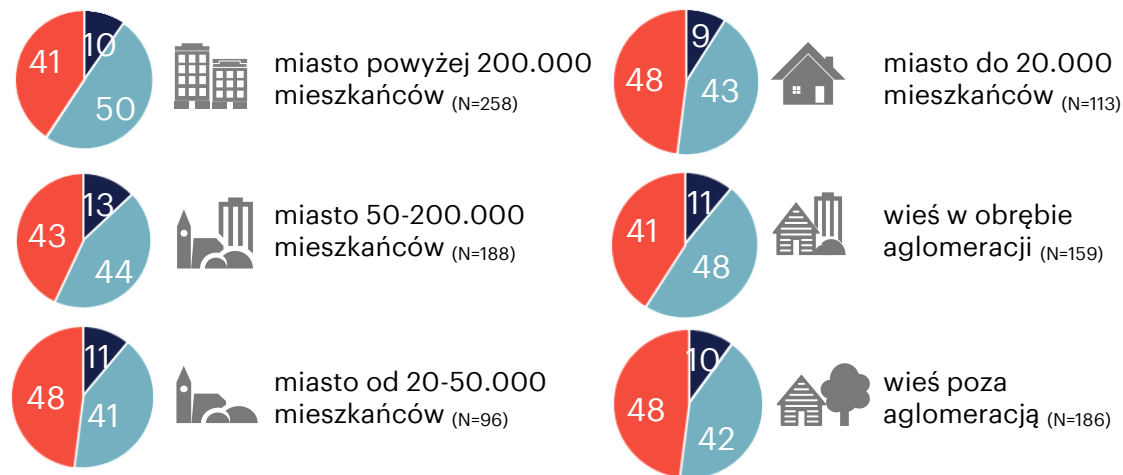 10
41
50
miasto powyżej 200.000
mieszkańców (N=258)
9
48
43
miasto do 20.000
mieszkańców (N=113)
13
43
44
miasto 50-200.000
mieszkańców (N=188)
11
41
48
wieś w obrębie
aglomeracji (N=159)
11
48
41
miasto od 20-50.000
mieszkańców (N=96)
10
48
42
wieś poza
aglomeracją (N=186)